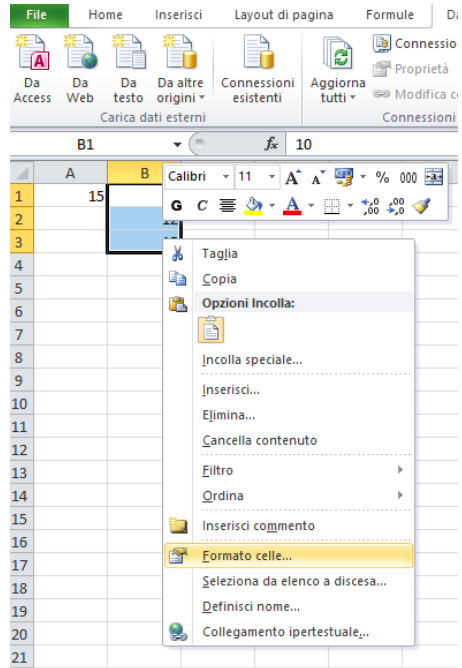 File Home Inserisci Layout di pagina Formule Da
Da Access
Da Web
Da testo
Da altre origini
Connessioni esistenti
Aggiorna tutti
Connessio
Proprietà
Modifica c
Carica dati esterni
Connessioni
B1 fx 10
A B
Calibri 11 A A % 000
G C A ,00 ,00
1 15
2 12
3
4
5
6
7
8
9
10
11
12
13
14
15
16
17
18
19
20
21
Taglia
Copia
Opzioni Incolla:
Incolla speciale...
Inserisci...
Elimina...
Cancella contenuto
Filtro
Ordina
Inserisci commento
Formato celle...
Seleziona da elenco a discesa...
Definisci nome...
Collegamento ipertestuale...